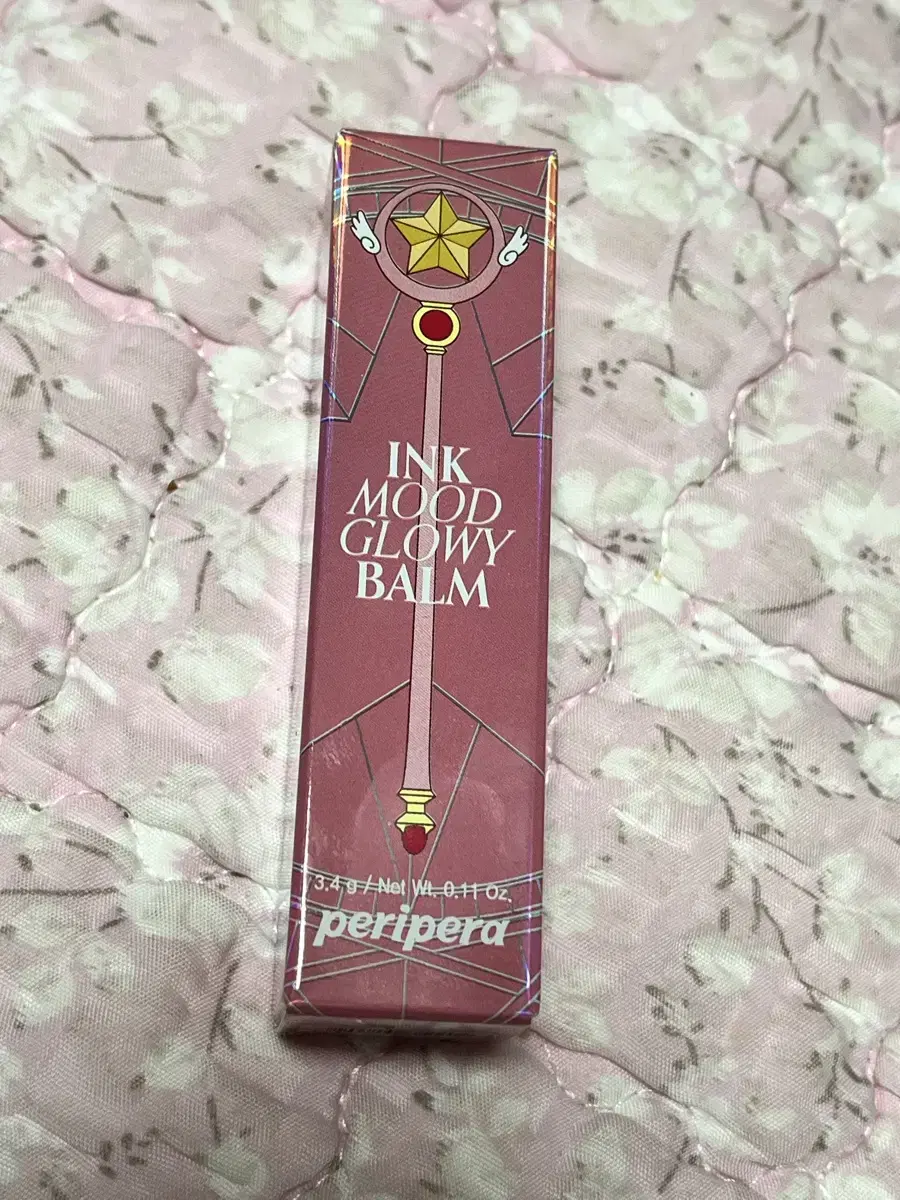 INK
MOOD
GLOWY
BALM
3.4 g / Net Wt. 0.11 Oz.
peripera